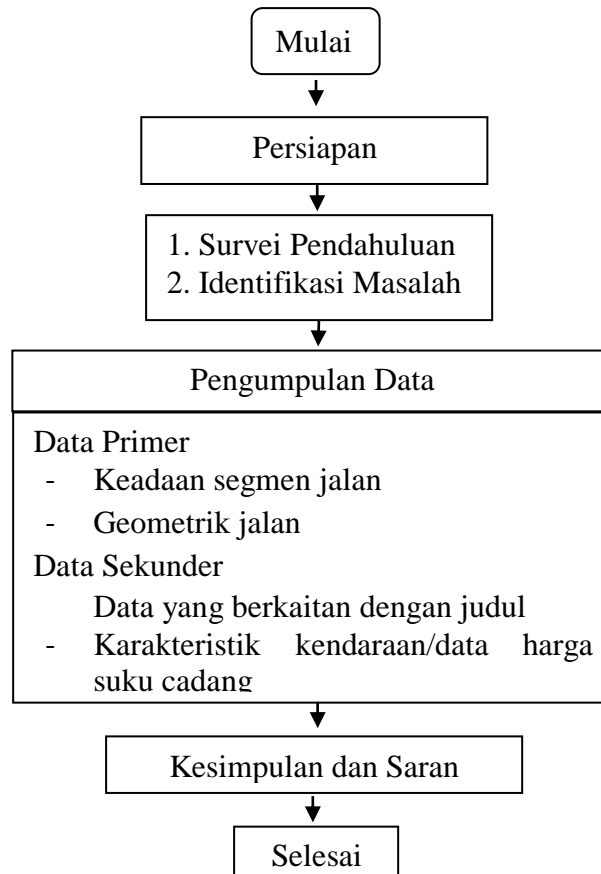 Mulai
Persiapan
1. Survei Pendahuluan
2. Identifikasi Masalah
Pengumpulan Data
Data Primer
- Keadaan segmen jalan
- Geometrik jalan
Data Sekunder
Data yang berkaitan dengan judul
- Karakteristik kendaraan/data harga
suku cadang
Kesimpulan dan Saran
Selesai